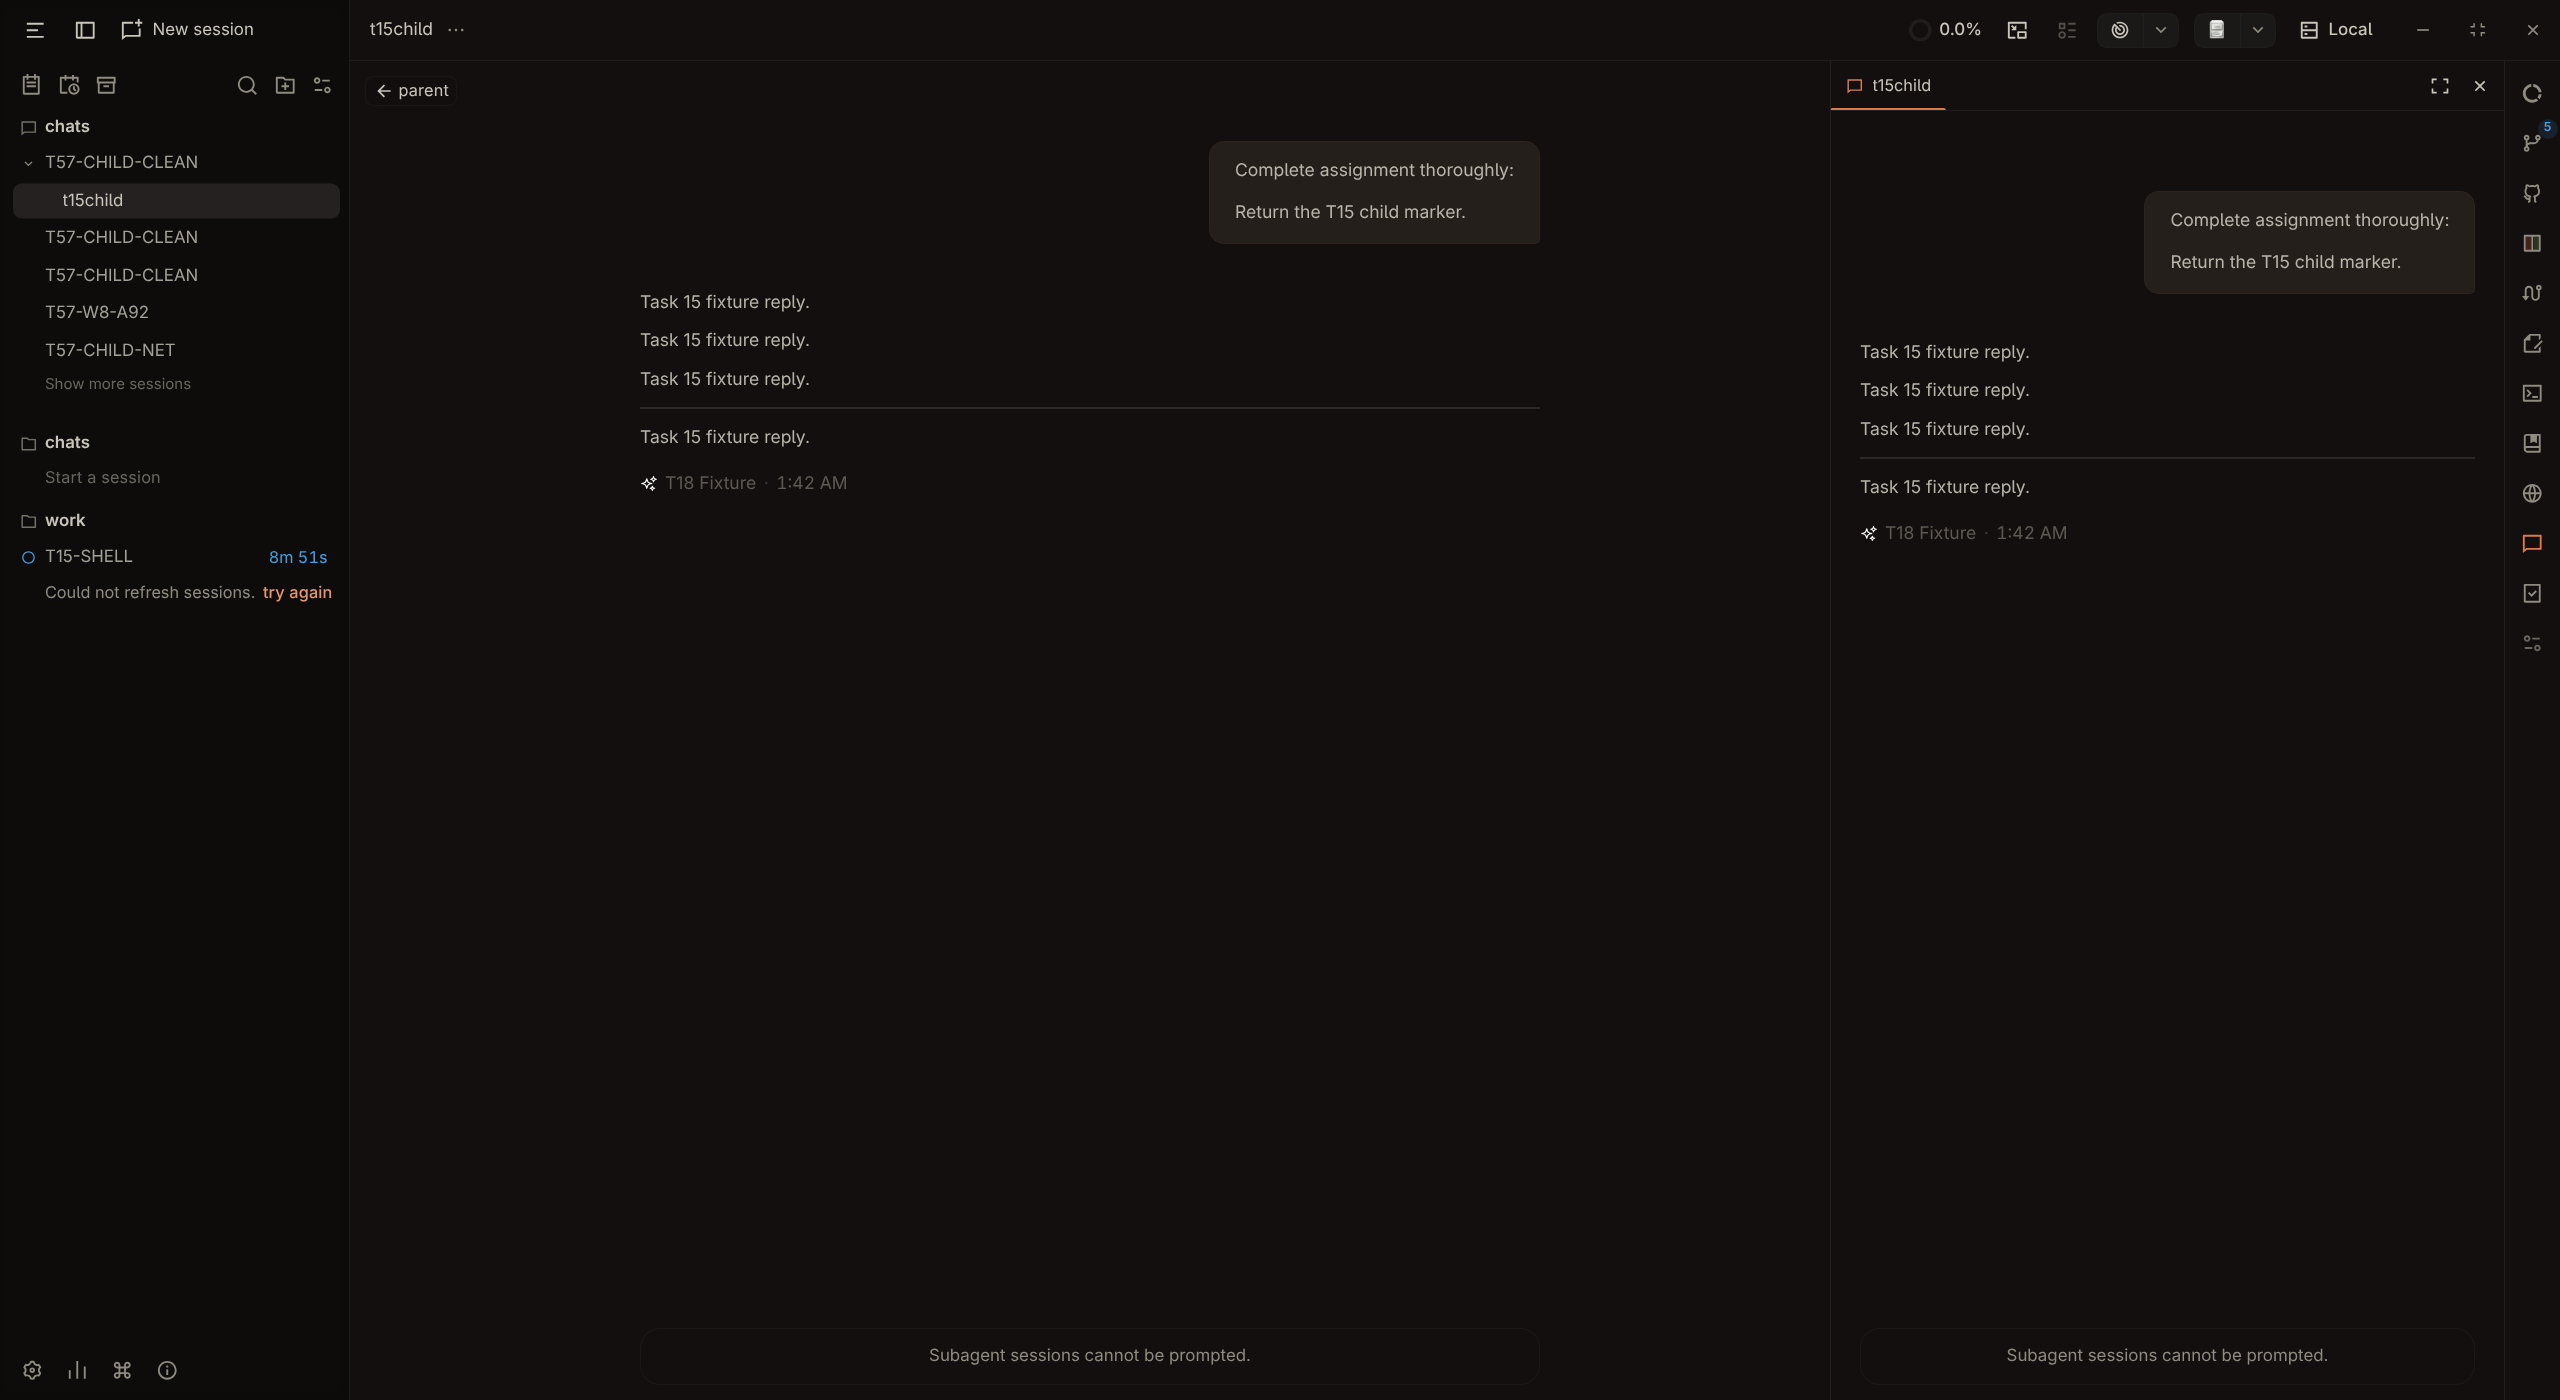 New session
chats
T57-CHILD-CLEAN
t15child
T57-CHILD-CLEAN
T57-CHILD-CLEAN
T57-W8-A92
T57-CHILD-NET
Show more sessions
chats
Start a session
work
T15-SHELL 8m 51s
Could not refresh sessions. try again
t15child
0.0%
Local
parent
Complete assignment thoroughly:
Return the T15 child marker.
Task 15 fixture reply.
Task 15 fixture reply.
Task 15 fixture reply.
Task 15 fixture reply.
T18 Fixture · 1:42 AM
Subagent sessions cannot be prompted.
t15child
Complete assignment thoroughly:
Return the T15 child marker.
Task 15 fixture reply.
Task 15 fixture reply.
Task 15 fixture reply.
Task 15 fixture reply.
T18 Fixture · 1:42 AM
Subagent sessions cannot be prompted.
5